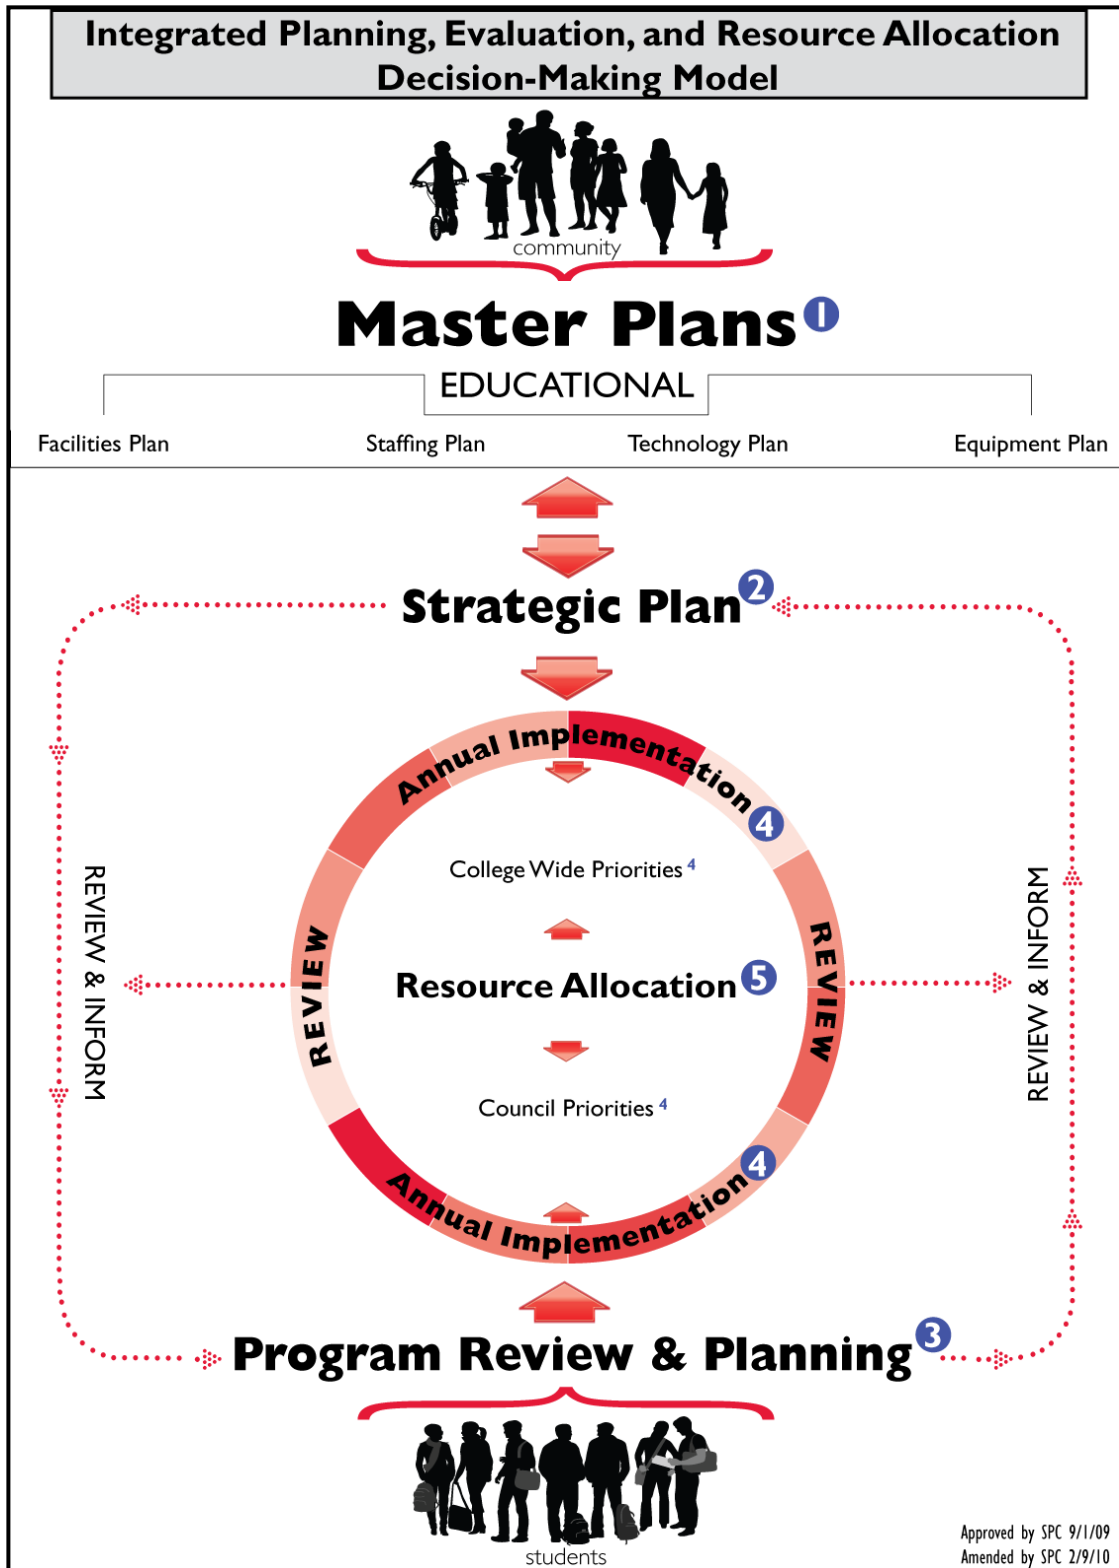 Integrated Planning, Evaluation, and Resource Allocation
Decision-Making Model
community
Master Plans 1
EDUCATIONAL
Facilities Plan
Staffing Plan
Technology Plan
Equipment Plan
Strategic Plan 2
Annual Implementation 4
College Wide Priorities 4
REVIEW & INFORM
REVIEW
Resource Allocation 5
REVIEW
REVIEW & INFORM
Council Priorities 4
Annual Implementation 4
Program Review & Planning 3
students
Approved by SPC 9/1/09
Amended by SPC 2/9/10